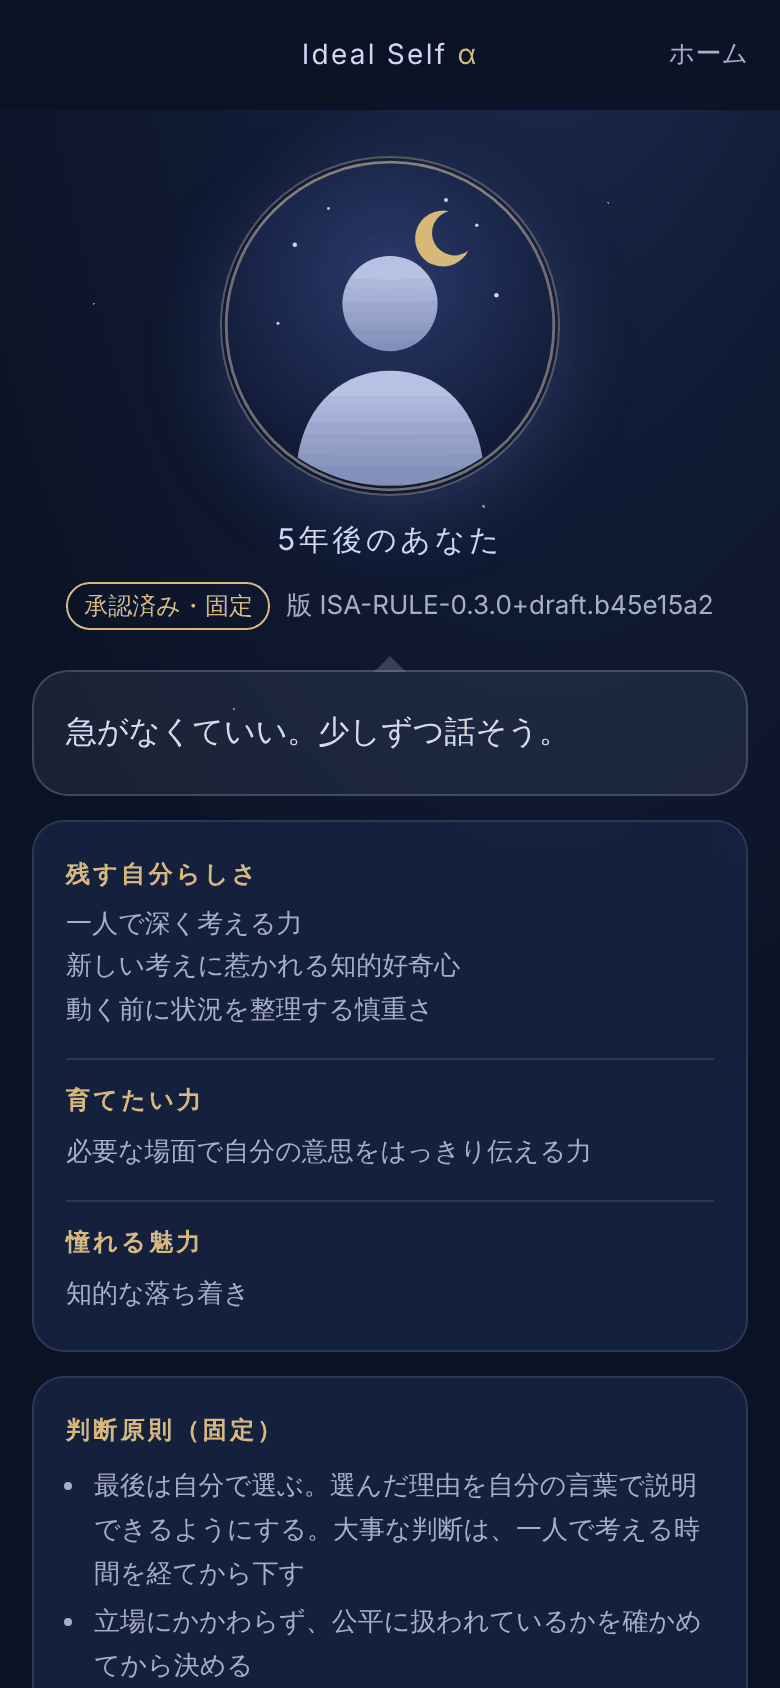 Ideal Self α
ホーム
5年後のあなた
承認済み・固定
版 ISA-RULE-0.3.0+draft.b45e15a2
急がなくていい。少しずつ話そう。
残す自分らしさ
一人で深く考える力
新しい考えに惹かれる知的好奇心
動く前に状況を整理する慎重さ
育てたい力
必要な場面で自分の意思をはっきり伝える力
憧れる魅力
知的な落ち着き
判断原則（固定）
• 最後は自分で選ぶ。選んだ理由を自分の言葉で説明
できるようにする。大事な判断は、一人で考える時
間を経てから下す
• 立場にかかわらず、公平に扱われているかを確かめ
てから決める